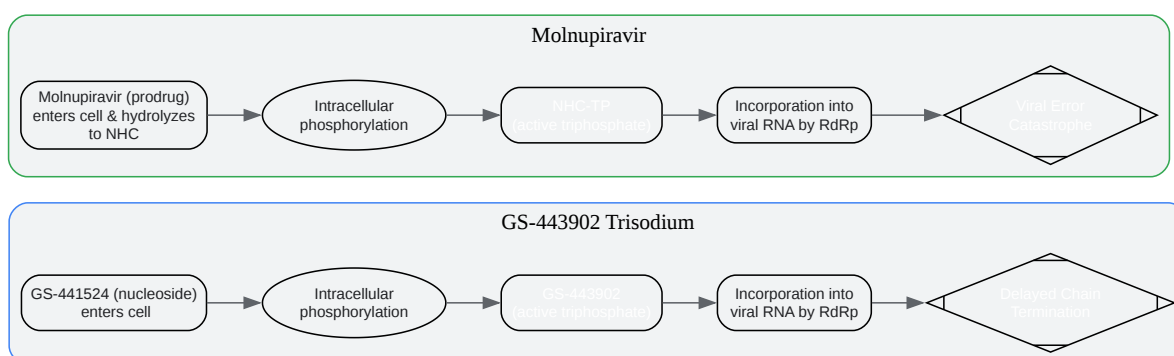 Molnupiravir
Molnupiravir (prodrug)
enters cell & hydrolyzes
to NHC
Intracellular
phosphorylation
NHC-TP
(active triphosphate)
Incorporation into
viral RNA by RdRp
Viral Error
Catastrophe
GS-443902 Trisodium
GS-441524 (nucleoside)
enters cell
Intracellular
phosphorylation
GS-443902
(active triphosphate)
Incorporation into
viral RNA by RdRp
Delayed Chain
Termination